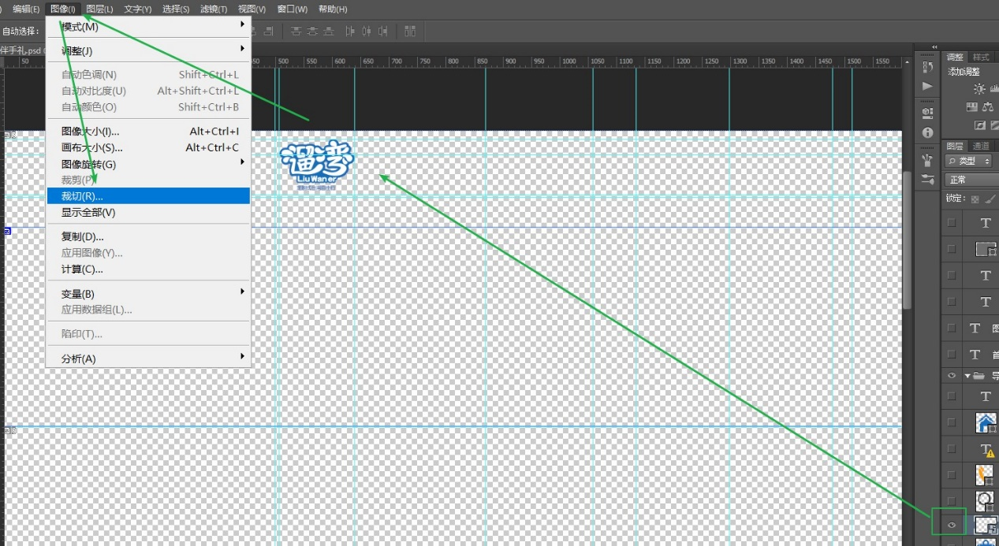 编辑(E) 图像(I) 图层(L) 文字(Y) 选择(S) 滤镜(T) 视图(V) 窗口(W) 帮助(H)
自动选择：
伴手礼.psd
模式(M)
调整(J)
自动色调(N) Shift+Ctrl+L
自动对比度(U) Alt+Shift+Ctrl+L
自动颜色(O) Shift+Ctrl+B
图像大小(I)... Alt+Ctrl+I
画布大小(S)... Alt+Ctrl+C
图像旋转(G)
裁剪(P)
裁切(R)...
显示全部(V)
复制(D)...
应用图像(Y)...
计算(C)...
变量(B)
应用数据组(L)...
陷印(T)...
分析(A)
50 500 550 600 650 700 750 800 850 900 950 1000 1050 1100 1150 1200 1250 1300 1350 1400 1450 1500 1550
遛弯
LiuWaner
调整 样式
添加调整
图层 通道
类型
正常
锁定：
T
T
T
T 图
T 首
导
T
T